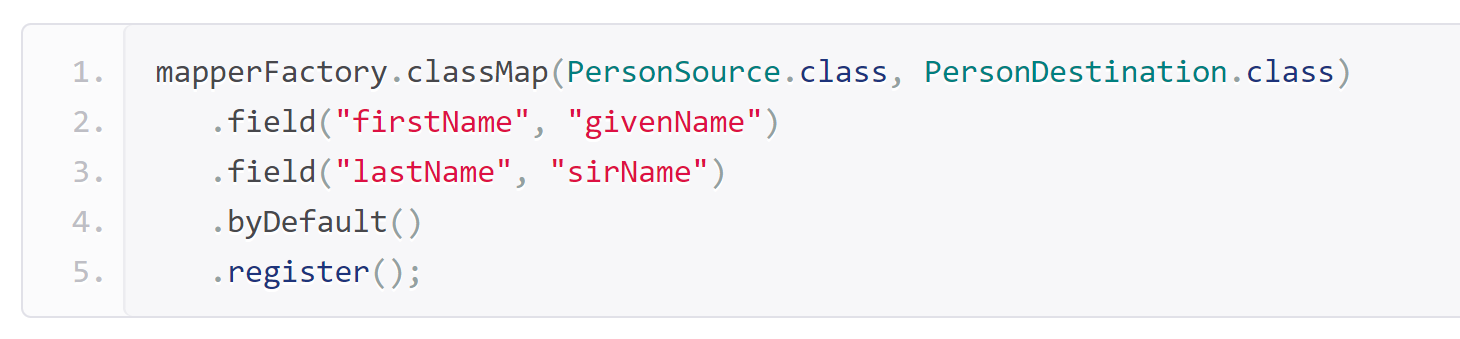 1. mapperFactory.classMap(PersonSource.class, PersonDestination.class)
2. .field("firstName", "givenName")
3. .field("lastName", "sirName")
4. .byDefault()
5. .register();